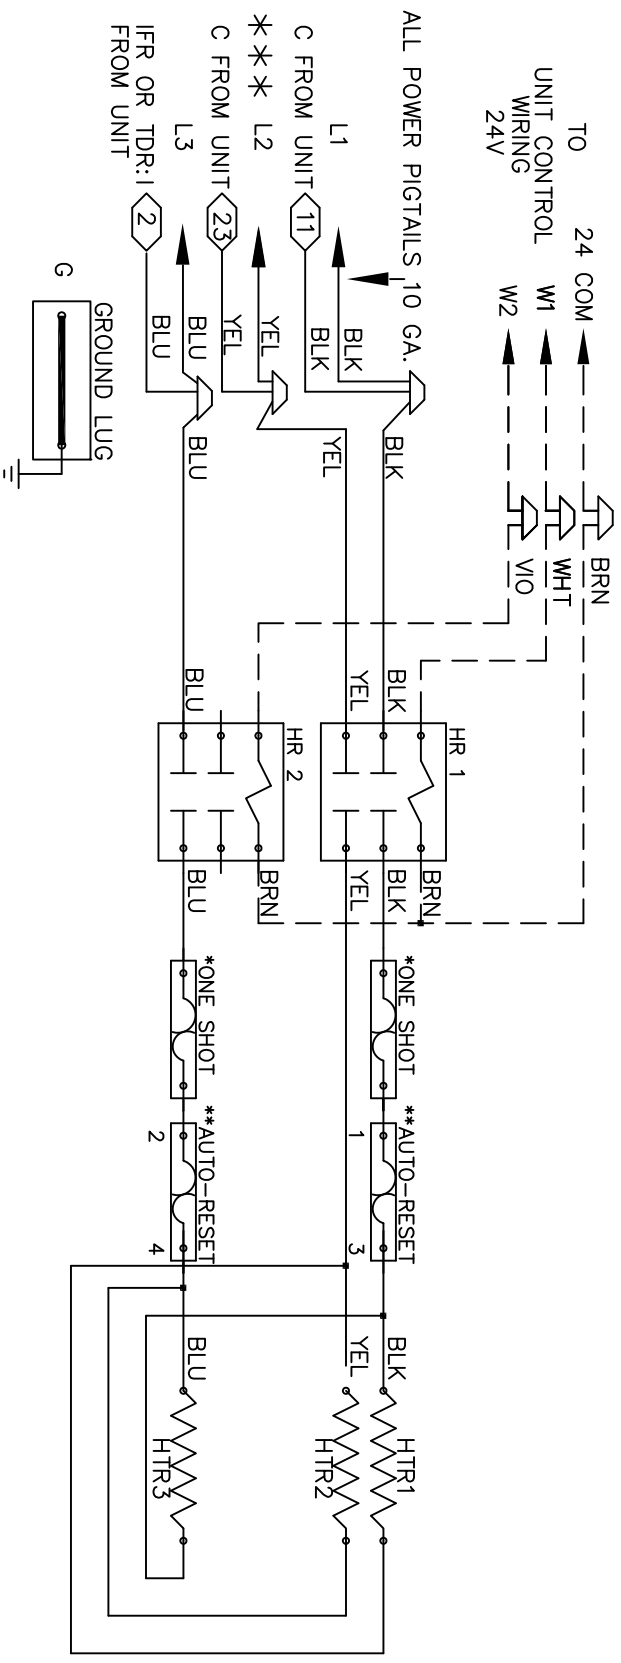 TO
UNIT CONTROL
WIRING
24V
24 COM
W1
W2
BRN
WHT
VIO
ALL POWER PIGTAILS 10 GA.
L1
C FROM UNIT
11
BLK
BLK
BLK
*** L2
C FROM UNIT
23
YEL
YEL
YEL
L3
IFR OR TDR:1
FROM UNIT
2
BLU
BLU
BLU
G
GROUND LUG
HR 1
BLK
YEL
BRN
BLK
YEL
HR 2
BLU
BRN
BLU
*ONE SHOT
**AUTO-RESET
1
3
*ONE SHOT
**AUTO-RESET
2
4
BLK
HTR1
YEL
HTR2
BLU
HTR3